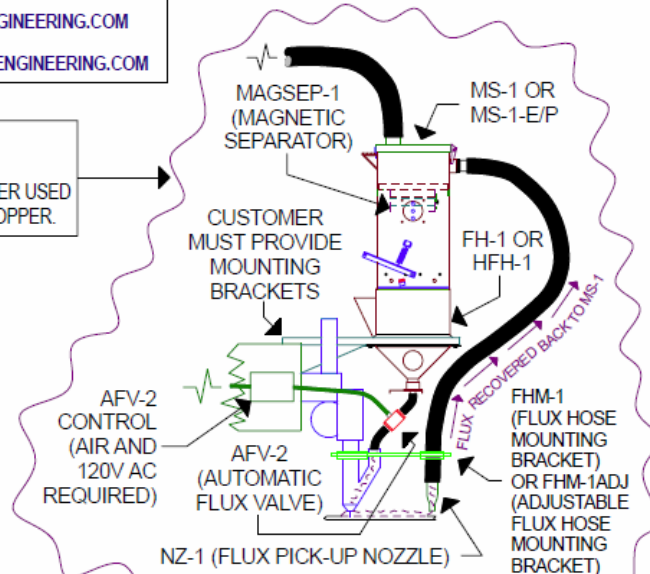 GINEERING.COM
ENGINEERING.COM
ER USED
OPPER.
MAGSEP-1
(MAGNETIC
SEPARATOR)
MS-1 OR
MS-1-E/P
CUSTOMER
MUST PROVIDE
MOUNTING
BRACKETS
FH-1 OR
HFH-1
FLUX RECOVERED BACK TO MS-1
AFV-2
CONTROL
(AIR AND
120V AC
REQUIRED)
AFV-2
(AUTOMATIC
FLUX VALVE)
FHM-1
(FLUX HOSE
MOUNTING
BRACKET)
OR FHM-1ADJ
(ADJUSTABLE
FLUX HOSE
MOUNTING
BRACKET)
NZ-1 (FLUX PICK-UP NOZZLE)